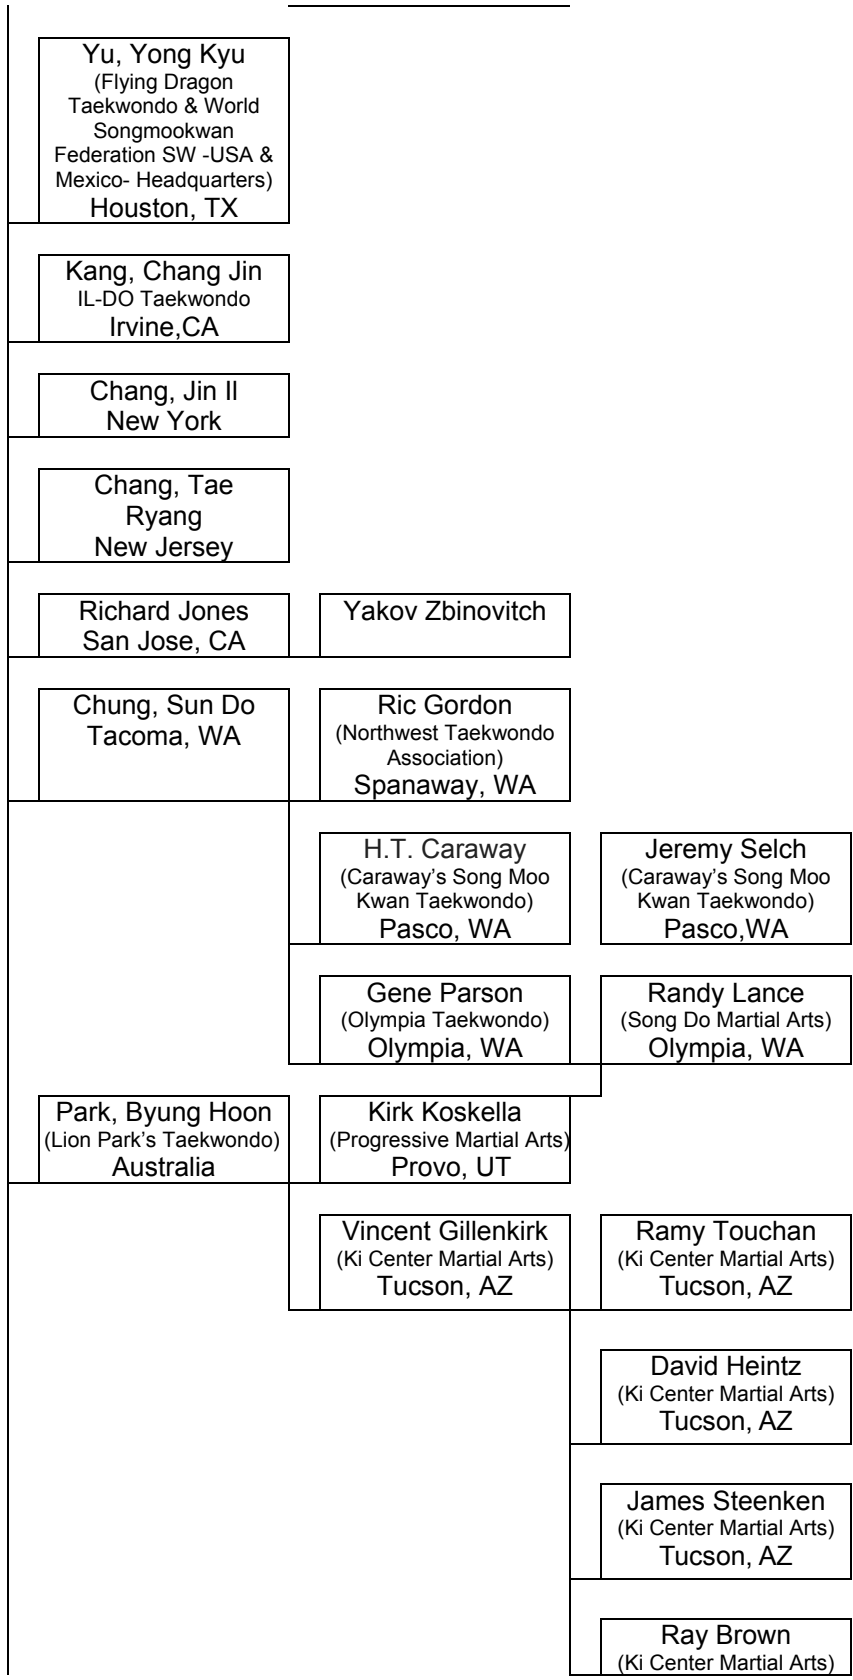 Yu, Yong Kyu
(Flying Dragon
Taekwondo & World
Songmookwan
Federation SW -USA &
Mexico- Headquarters)
Houston, TX
Kang, Chang Jin
IL-DO Taekwondo
Irvine,CA
Chang, Jin Il
New York
Chang, Tae
Ryang
New Jersey
Richard Jones
San Jose, CA
Yakov Zbinovitch
Chung, Sun Do
Tacoma, WA
Ric Gordon
(Northwest Taekwondo
Association)
Spanaway, WA
H.T. Caraway
(Caraway’s Song Moo
Kwan Taekwondo)
Pasco, WA
Jeremy Selch
(Caraway’s Song Moo
Kwan Taekwondo)
Pasco,WA
Gene Parson
(Olympia Taekwondo)
Olympia, WA
Randy Lance
(Song Do Martial Arts)
Olympia, WA
Park, Byung Hoon
(Lion Park’s Taekwondo)
Australia
Kirk Koskella
(Progressive Martial Arts)
Provo, UT
Vincent Gillenkirk
(Ki Center Martial Arts)
Tucson, AZ
Ramy Touchan
(Ki Center Martial Arts)
Tucson, AZ
David Heintz
(Ki Center Martial Arts)
Tucson, AZ
James Steenken
(Ki Center Martial Arts)
Tucson, AZ
Ray Brown
(Ki Center Martial Arts)